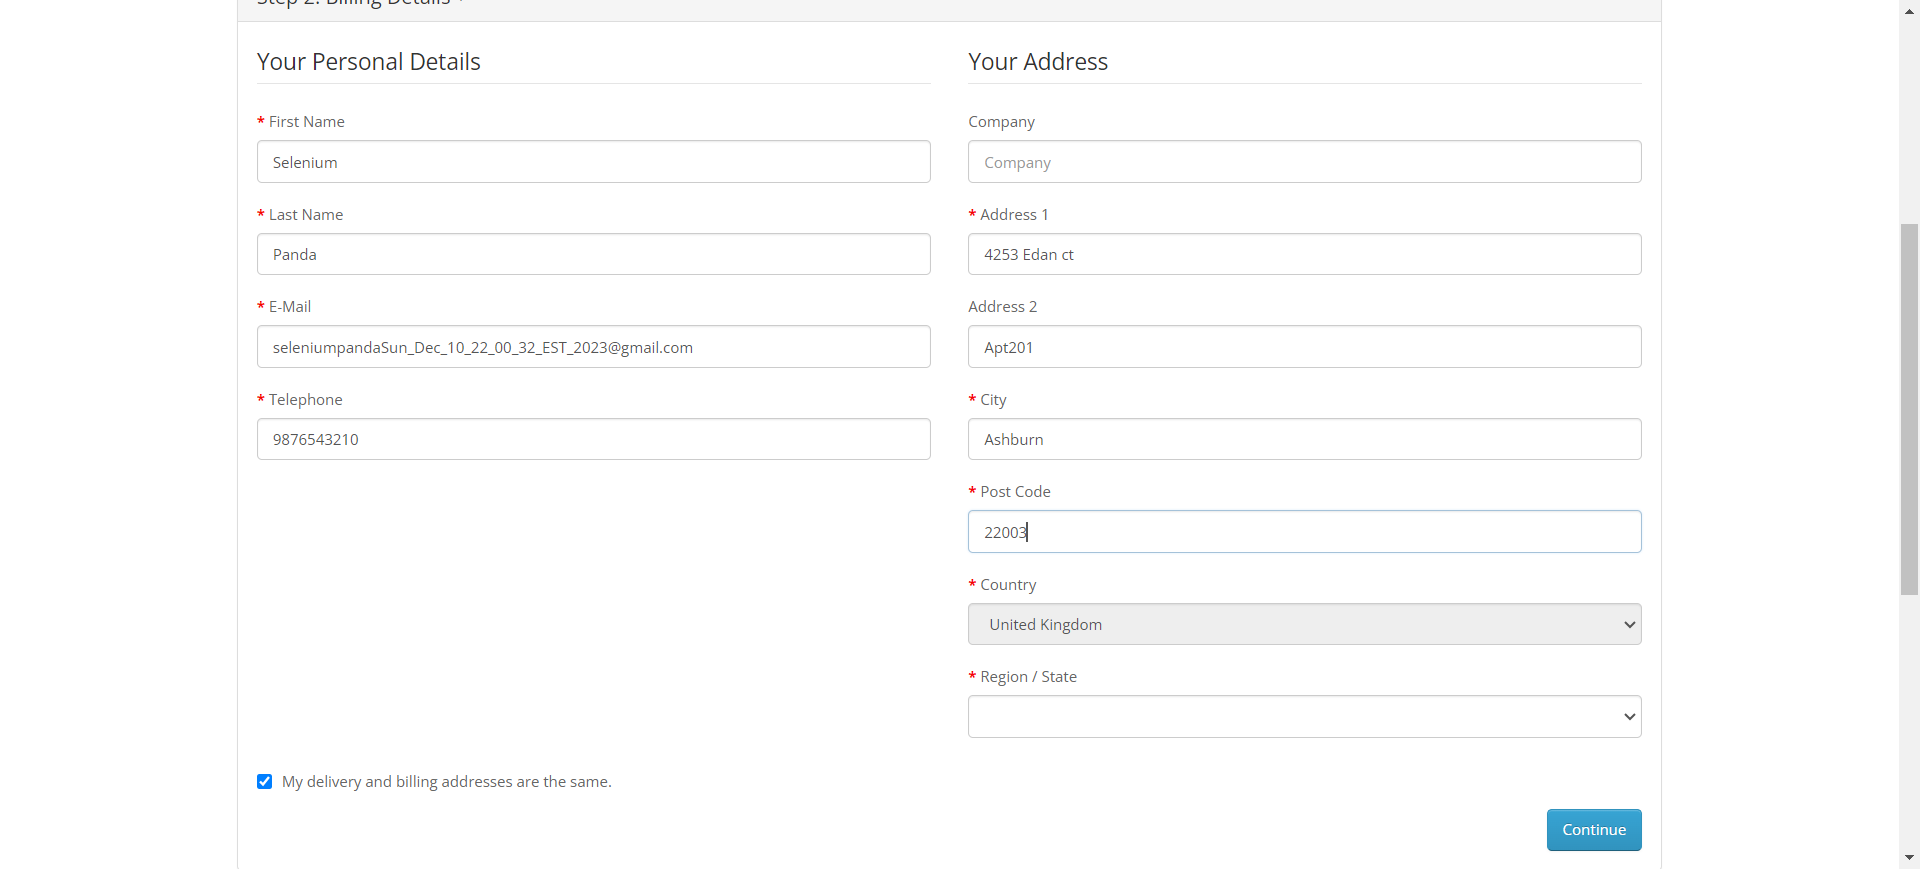 Step 2: Billing Details *
Your Personal Details
* First Name
Selenium
* Last Name
Panda
* E-Mail
seleniumpandaSun_Dec_10_22_00_32_EST_2023@gmail.com
* Telephone
9876543210
Your Address
Company
Company
* Address 1
4253 Edan ct
Address 2
Apt201
* City
Ashburn
* Post Code
22003
* Country
United Kingdom
* Region / State
My delivery and billing addresses are the same.
Continue